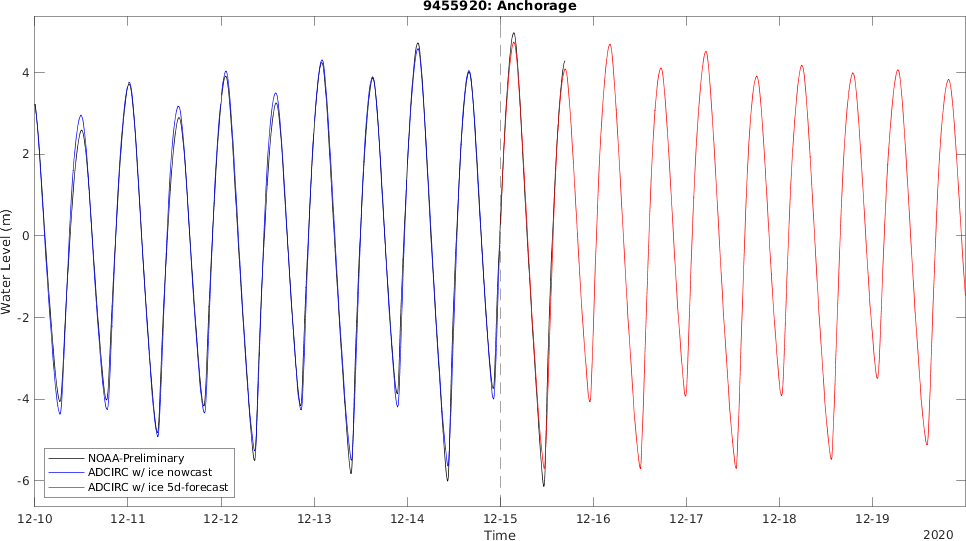 9455920: Anchorage
Water Level (m)
4
2
0
-2
-4
-6
NOAA-Preliminary
ADCIRC w/ ice nowcast
ADCIRC w/ ice 5d-forecast
12-10 12-11 12-12 12-13 12-14 12-15 12-16 12-17 12-18 12-19
Time
2020